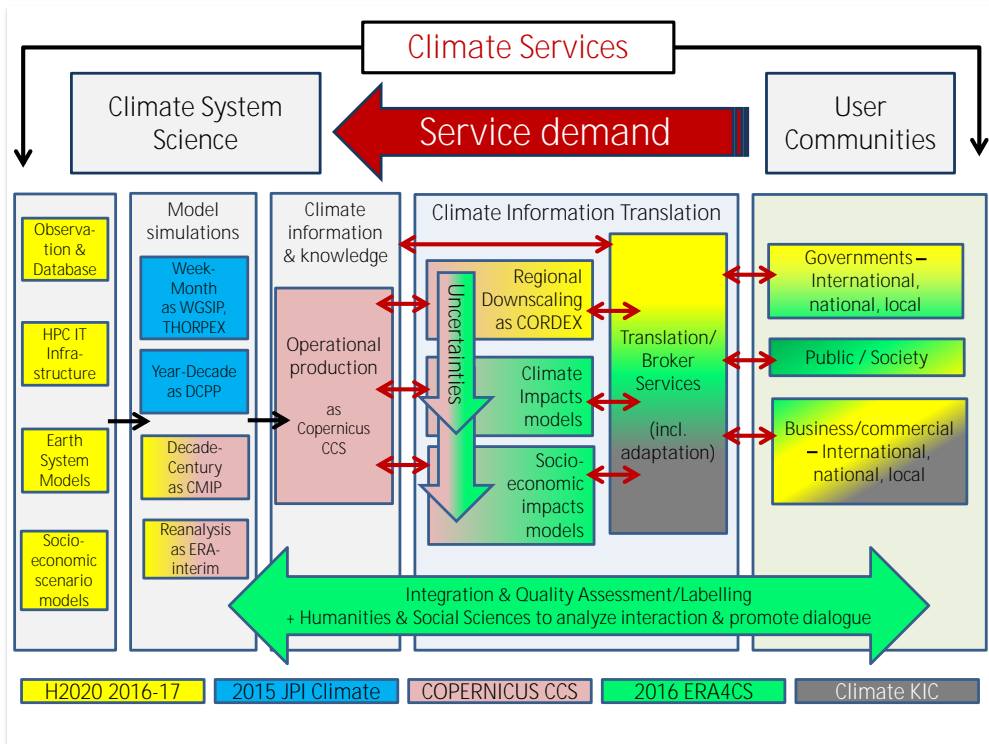 Climate Services
Climate System
Science
Service demand
User
Communities
Observa-
tion &
Database
HPC IT
Infra-
structure
Earth
System
Models
Socio-
economic
scenario
models
Model
simulations
Week-
Month
as WGSIP,
THORPEX
Year-Decade
as DCPP
Decade-
Century
as CMIP
Reanalysis
as ERA-
interim
Climate
information
& knowledge
Operational
production
as
Copernicus
CCS
Climate Information Translation
Uncertainties
Regional
Downscaling
as CORDEX
Climate
Impacts
models
Socio-
economic
impacts
models
Translation/
Broker
Services
(incl.
adaptation)
Governments –
International,
national, local
Public / Society
Business/commercial
– International,
national, local
Integration & Quality Assessment/Labelling
+ Humanities & Social Sciences to analyze interaction & promote dialogue
H2020 2016-17
2015 JPI Climate
COPERNICUS CCS
2016 ERA4CS
Climate KIC